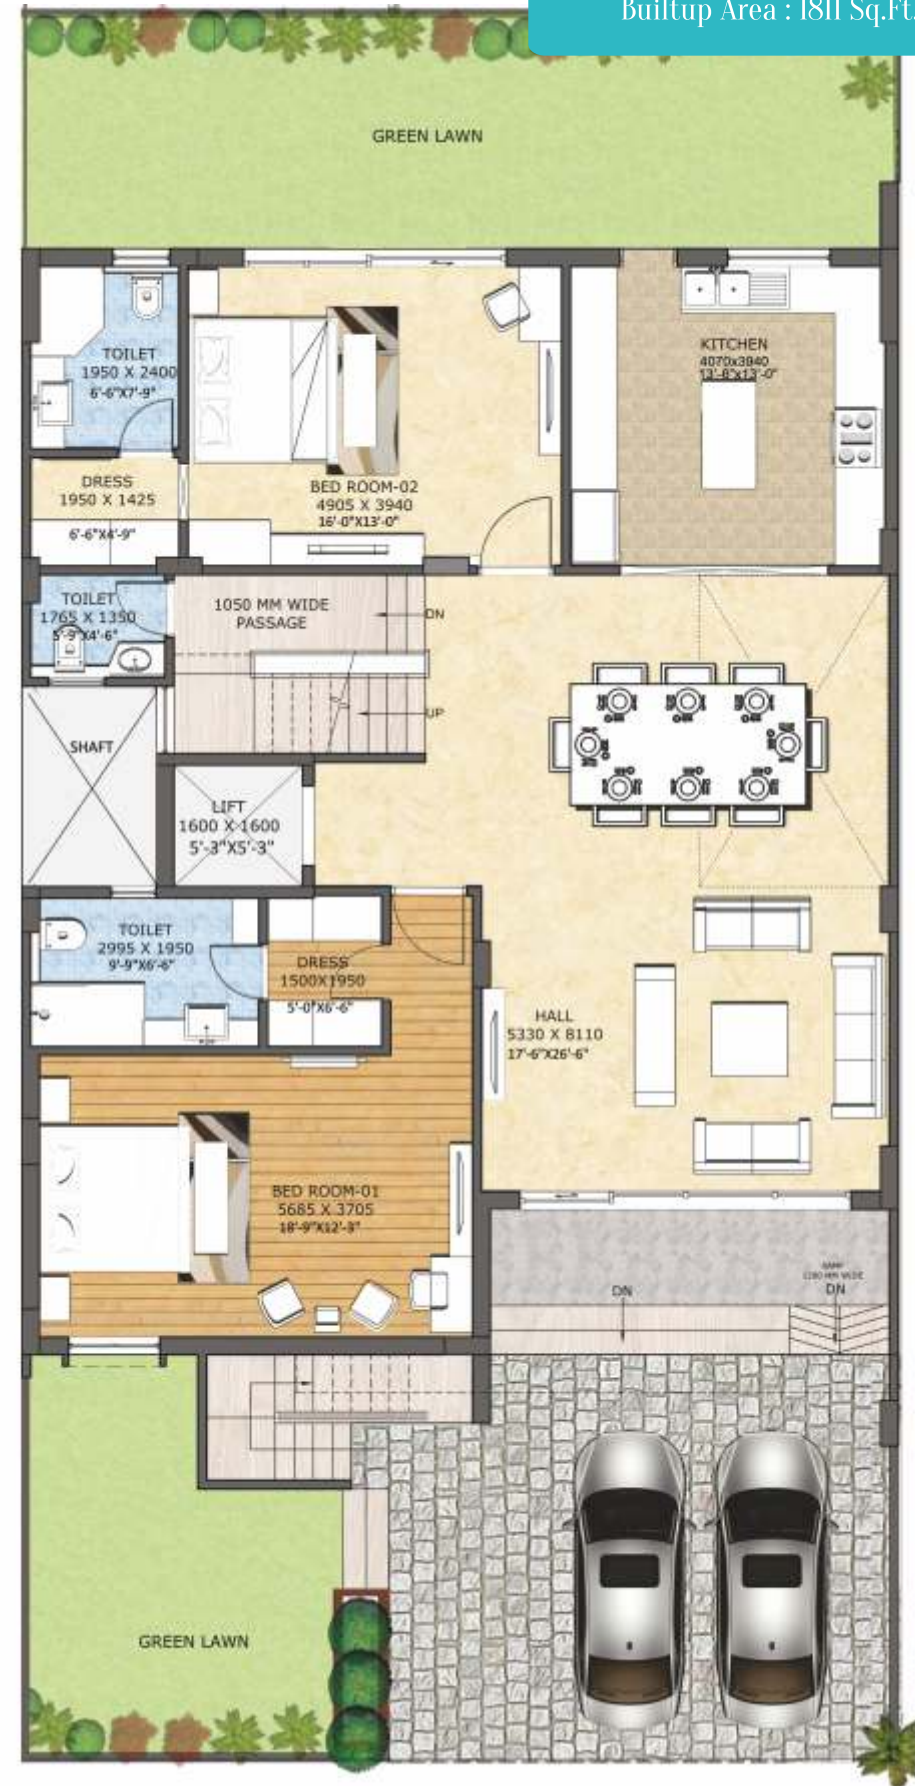 Builtup Area : 1811 Sq.Ft.
GREEN LAWN
TOILET
1950 X 2400
6'-6"X7'-9"
KITCHEN
4070x3940
13'-6"x13'-0"
DRESS
1950 X 1425
6'-6"X4'-9"
BED ROOM-02
4905 X 3940
16'-0"X13'-0"
TOILET
1765 X 1350
5'-9"X4'-6"
1050 MM WIDE
PASSAGE
DN
UP
SHAFT
LIFT
1600 X 1600
5'-3"X5'-3"
TOILET
2995 X 1950
9'-9"X6'-6"
DRESS
1500X1950
5'-0"X6'-6"
HALL
5330 X 8110
17'-6"X26'-6"
BED ROOM-01
5685 X 3705
18'-9"X12'-3"
DN
RAMP
DN
GREEN LAWN